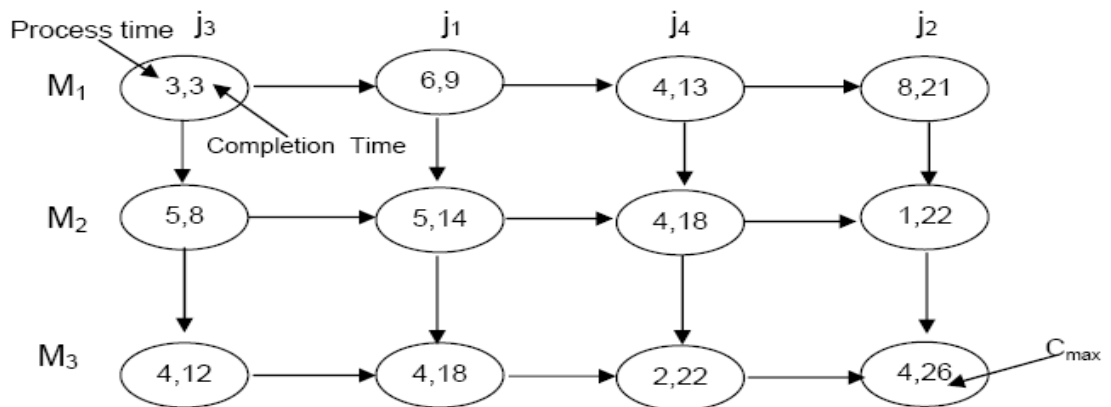 j3 j1 j4 j2
Process time
M1 3,3 6,9 4,13 8,21
Completion Time
M2 5,8 5,14 4,18 1,22
Cmax
M3 4,12 4,18 2,22 4,26